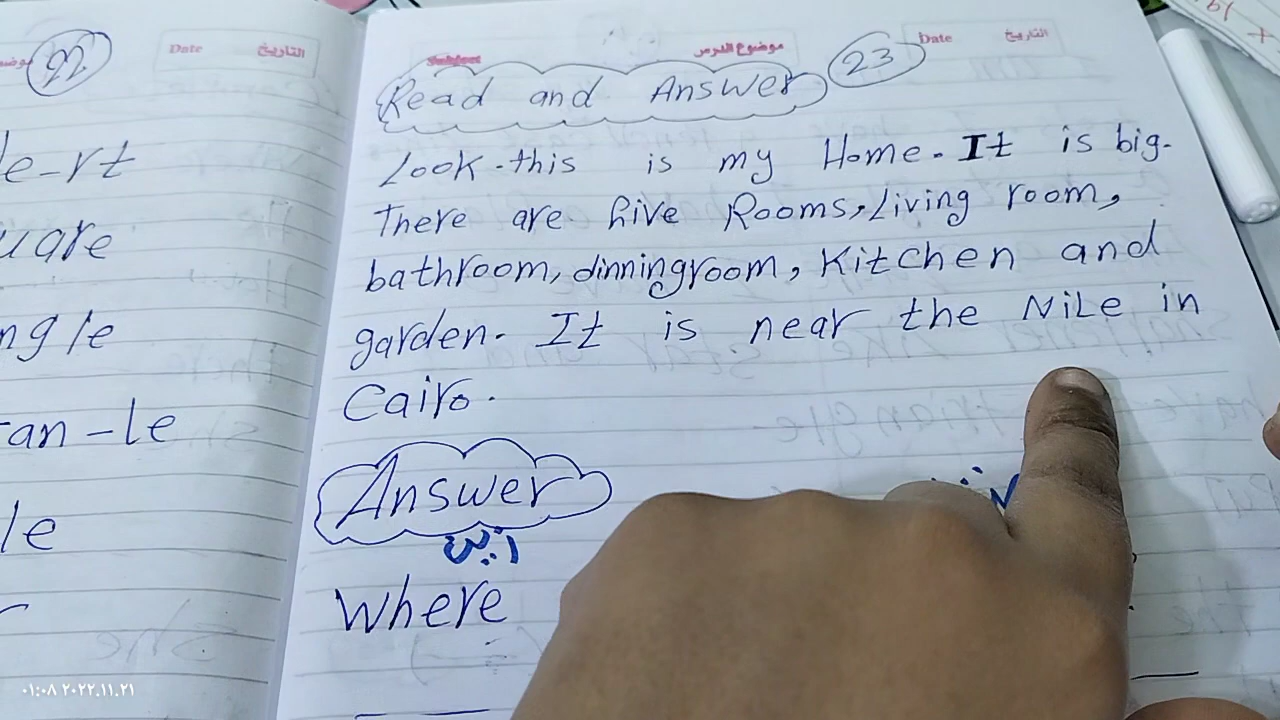 22
Date
التاريخ
e-rt
uare
ngle
an-le
le
Subject
موضوع الدرس
23
Date
التاريخ
Read and Answer
Look-this is my Home. It is big.
There are five Rooms, Living room,
bathroom, dinningroom, Kitchen and
garden. It is near the NiLe in
Cairo.
Answer
أين
Where
٠١:٠٨ ٢٠٢٢.١١.٢١